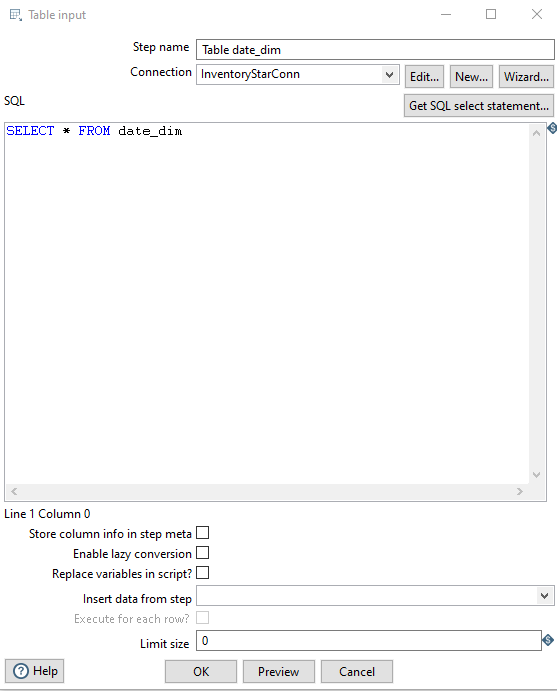 Table input
Step name Table date_dim
Connection InventoryStarConn Edit... New... Wizard...
SQL Get SQL select statement...
SELECT * FROM date_dim
Line 1 Column 0
Store column info in step meta
Enable lazy conversion
Replace variables in script?
Insert data from step
Execute for each row?
Limit size 0
Help OK Preview Cancel